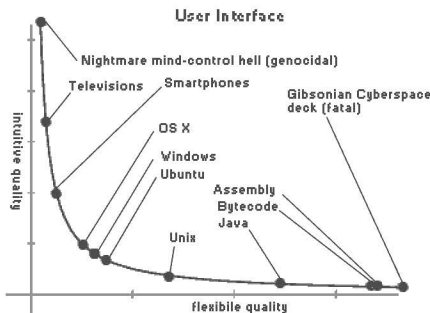 User Interface
Nightmare mind-control hell (genocidal)
Televisions
Smartphones
Gibsonian Cyberspace
deck (fatal)
OS X
Windows
Ubuntu
Assembly
Bytecode
Java
Unix
intuitive quality
flexibile quality